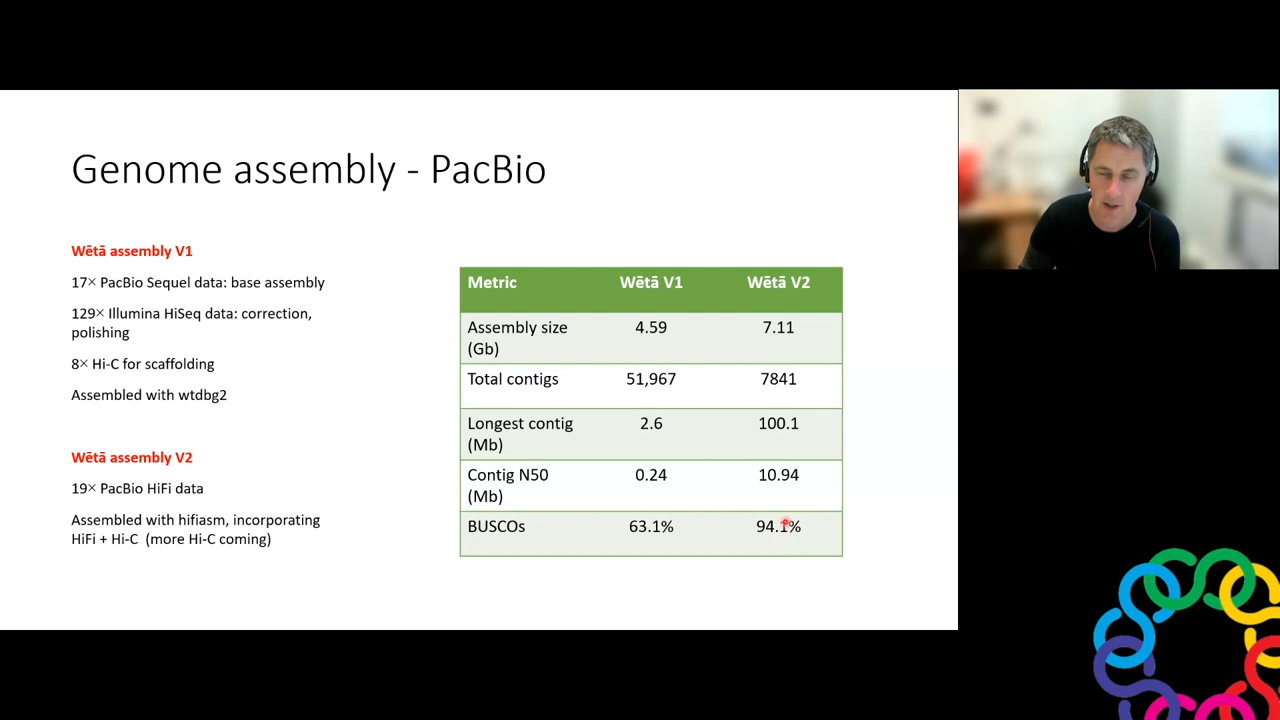 Genome assembly - PacBio
Wētā assembly V1
17× PacBio Sequel data: base assembly
129× Illumina HiSeq data: correction,
polishing
8× Hi-C for scaffolding
Assembled with wtdbg2
Wētā assembly V2
19× PacBio HiFi data
Assembled with hifiasm, incorporating
HiFi + Hi-C  (more Hi-C coming)
Metric Wētā V1 Wētā V2
Assembly size
(Gb) 4.59 7.11
Total contigs 51,967 7841
Longest contig
(Mb) 2.6 100.1
Contig N50
(Mb) 0.24 10.94
BUSCOs 63.1% 94.1%